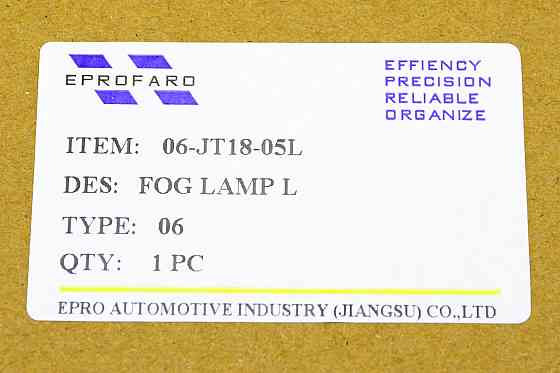 EPROFARO
EFFIENCY
PRECISION
RELIABLE
ORGANIZE
ITEM: 06-JT18-05L
DES: FOG LAMP L
TYPE: 06
QTY: 1 PC
EPRO AUTOMOTIVE INDUSTRY (JIANGSU) CO.,LTD